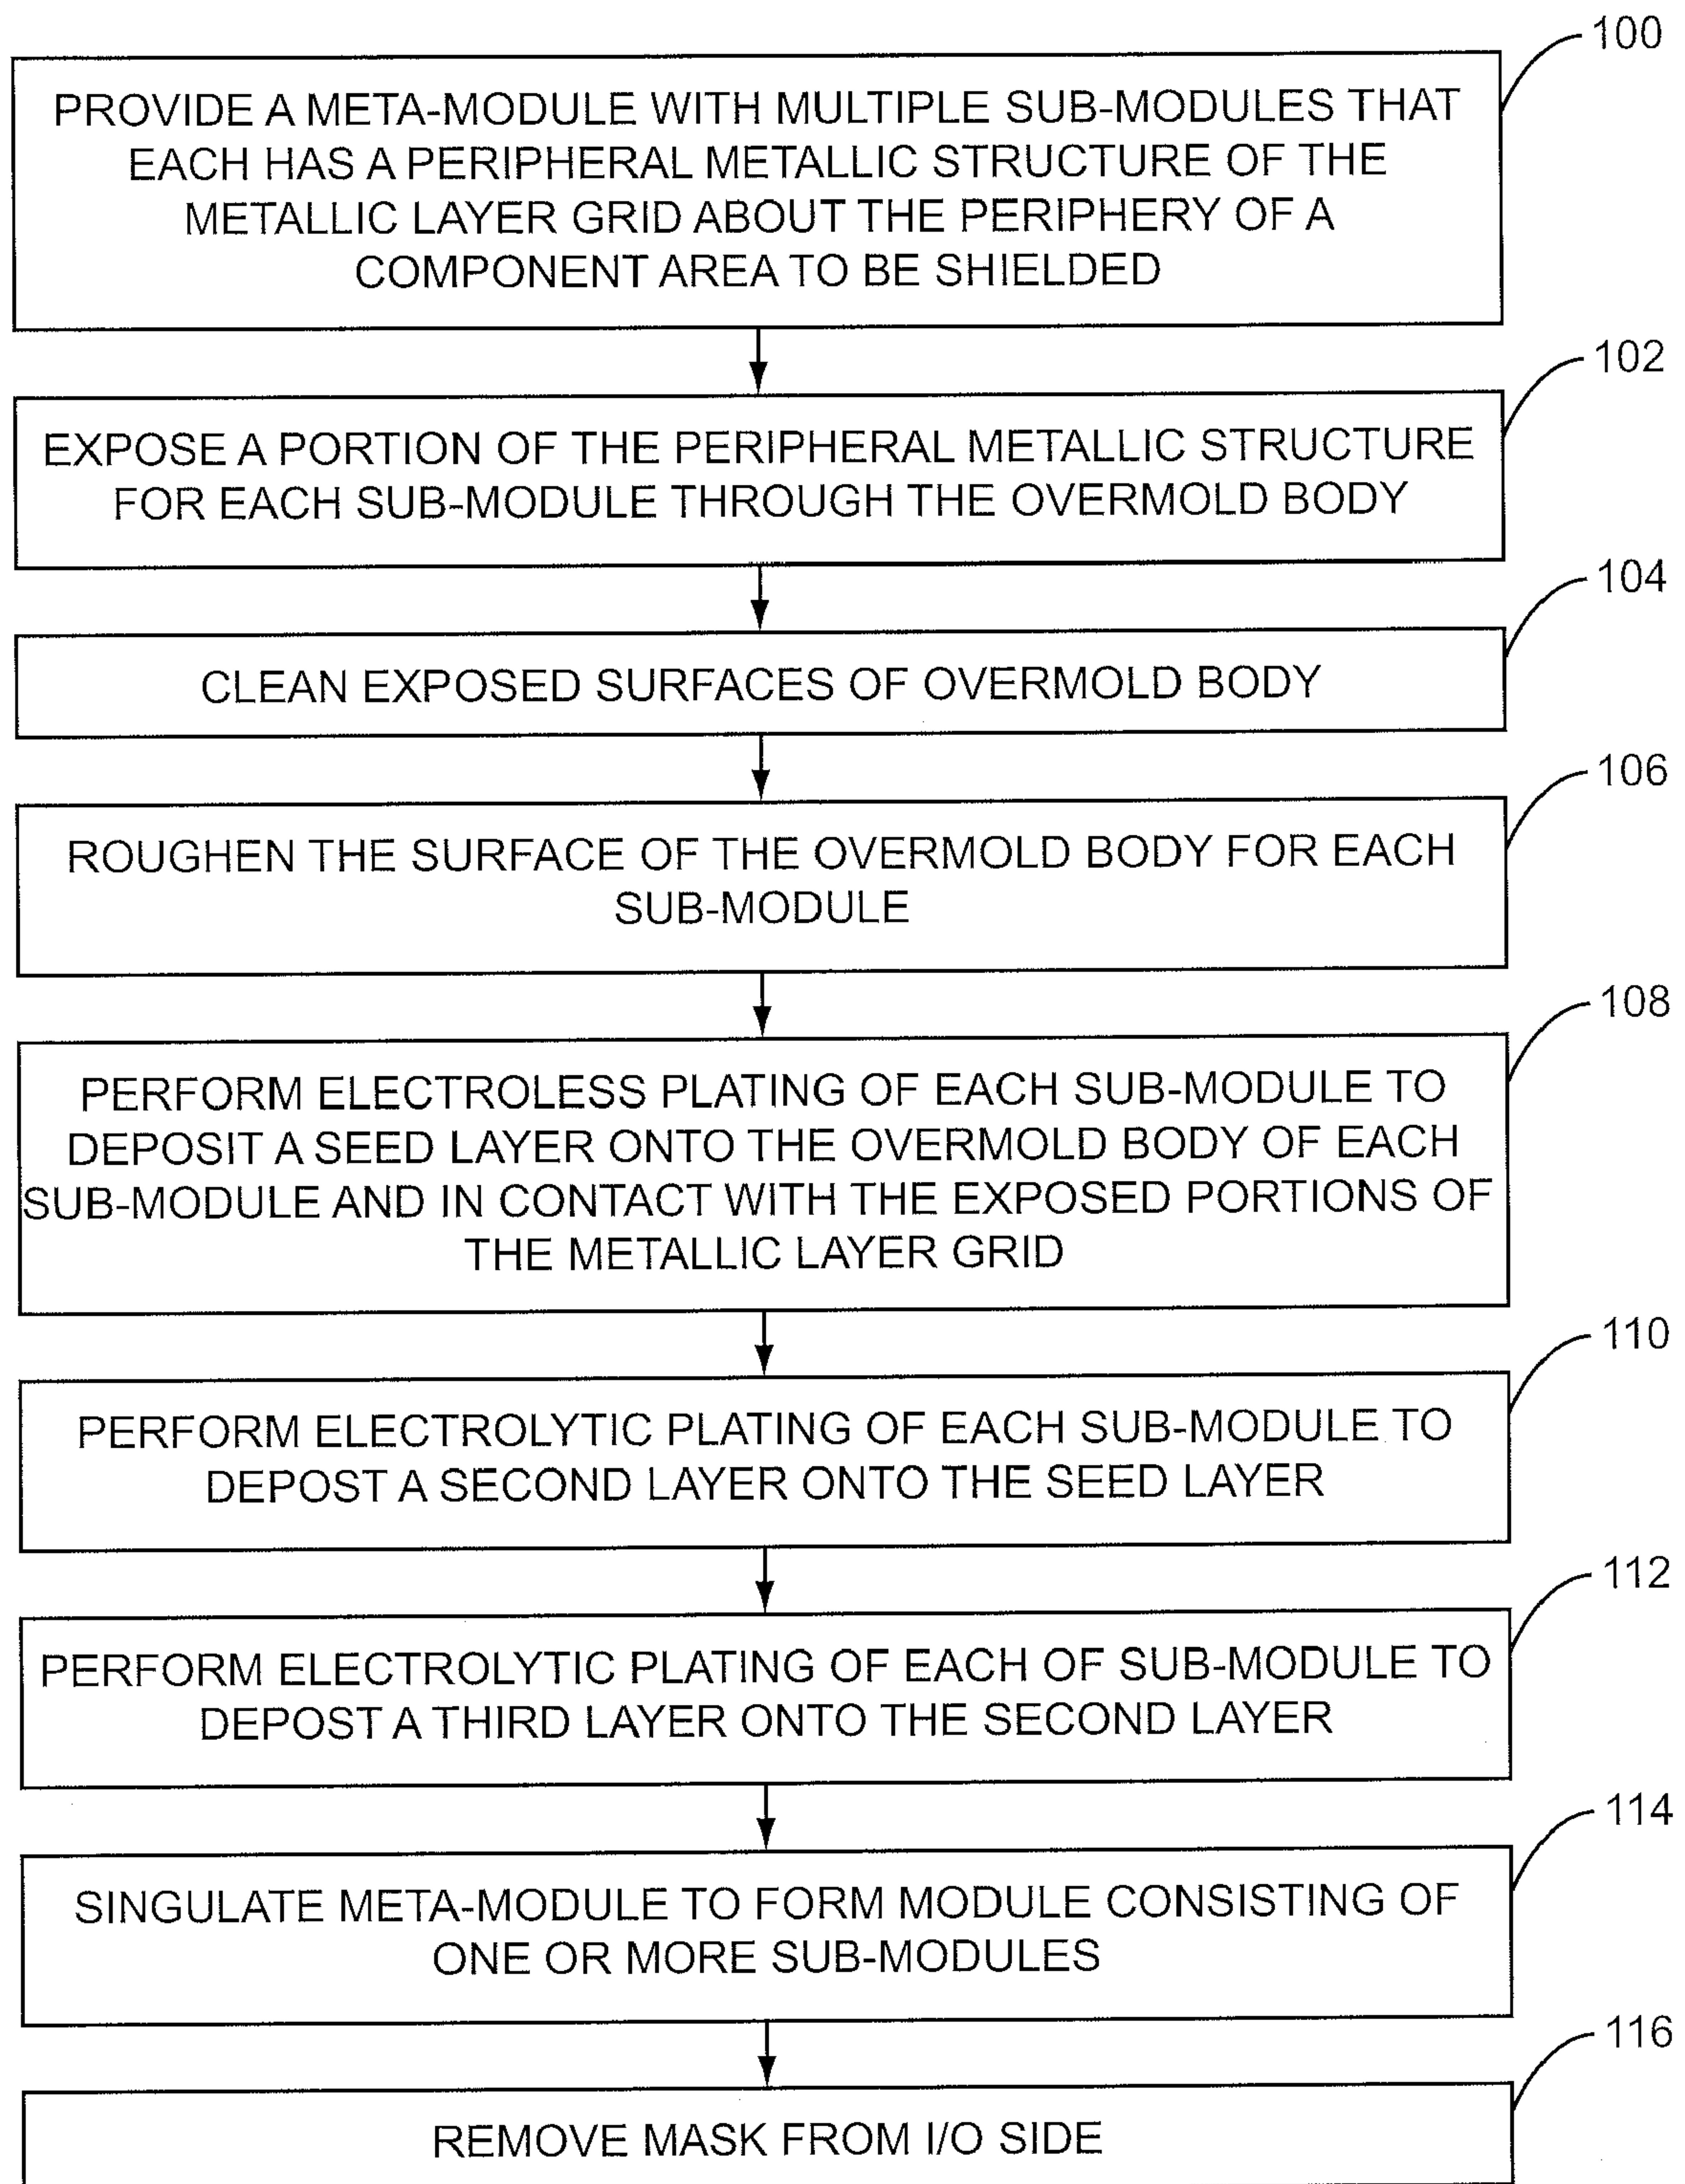 100
PROVIDE A META-MODULE WITH MULTIPLE SUB-MODULES THAT
EACH HAS A PERIPHERAL METALLIC STRUCTURE OF THE
METALLIC LAYER GRID ABOUT THE PERIPHERY OF A
COMPONENT AREA TO BE SHIELDED
102
EXPOSE A PORTION OF THE PERIPHERAL METALLIC STRUCTURE
FOR EACH SUB-MODULE THROUGH THE OVERMOLD BODY
104
CLEAN EXPOSED SURFACES OF OVERMOLD BODY
106
ROUGHEN THE SURFACE OF THE OVERMOLD BODY FOR EACH
SUB-MODULE
108
PERFORM ELECTROLESS PLATING OF EACH SUB-MODULE TO
DEPOSIT A SEED LAYER ONTO THE OVERMOLD BODY OF EACH
SUB-MODULE AND IN CONTACT WITH THE EXPOSED PORTIONS OF
THE METALLIC LAYER GRID
110
PERFORM ELECTROLYTIC PLATING OF EACH SUB-MODULE TO
DEPOST A SECOND LAYER ONTO THE SEED LAYER
112
PERFORM ELECTROLYTIC PLATING OF EACH OF SUB-MODULE TO
DEPOST A THIRD LAYER ONTO THE SECOND LAYER
114
SINGULATE META-MODULE TO FORM MODULE CONSISTING OF
ONE OR MORE SUB-MODULES
116
REMOVE MASK FROM I/O SIDE